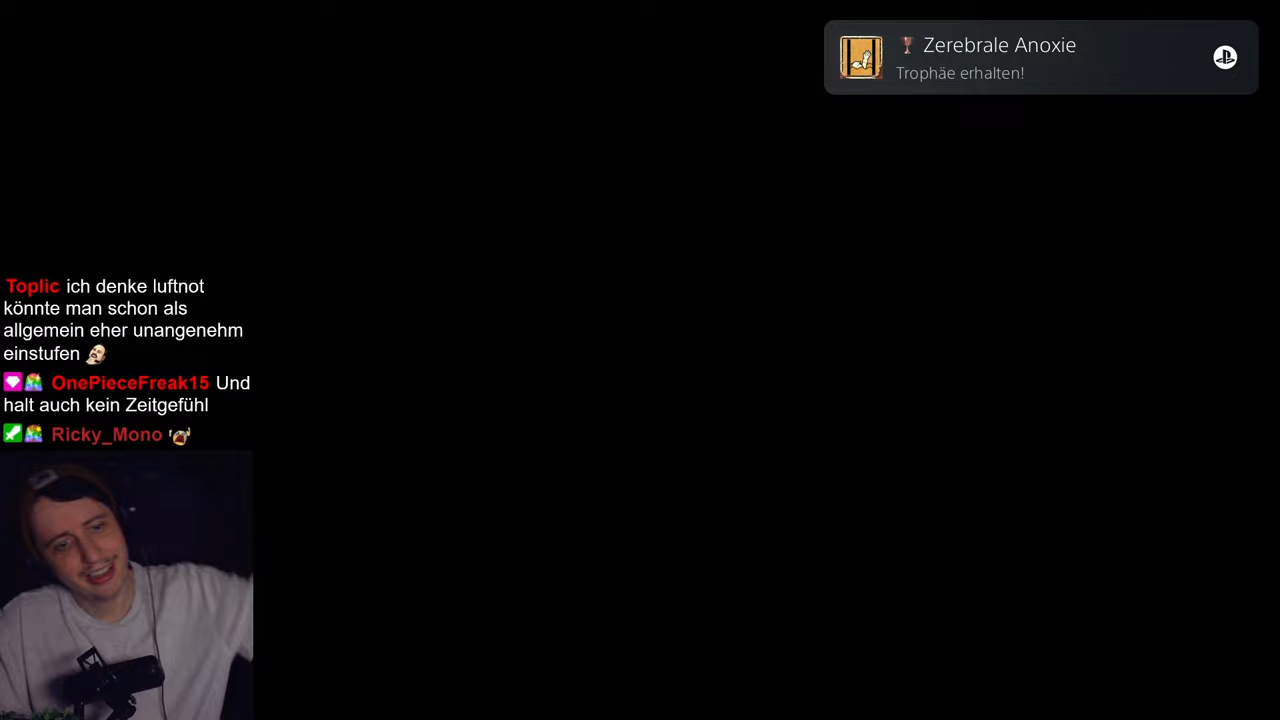 Zerebrale Anoxie
Trophäe erhalten!
Toplic ich denke luftnot
könnte man schon als
allgemein eher unangenehm
einstufen
OnePieceFreak15 Und
halt auch kein Zeitgefühl
Ricky_Mono